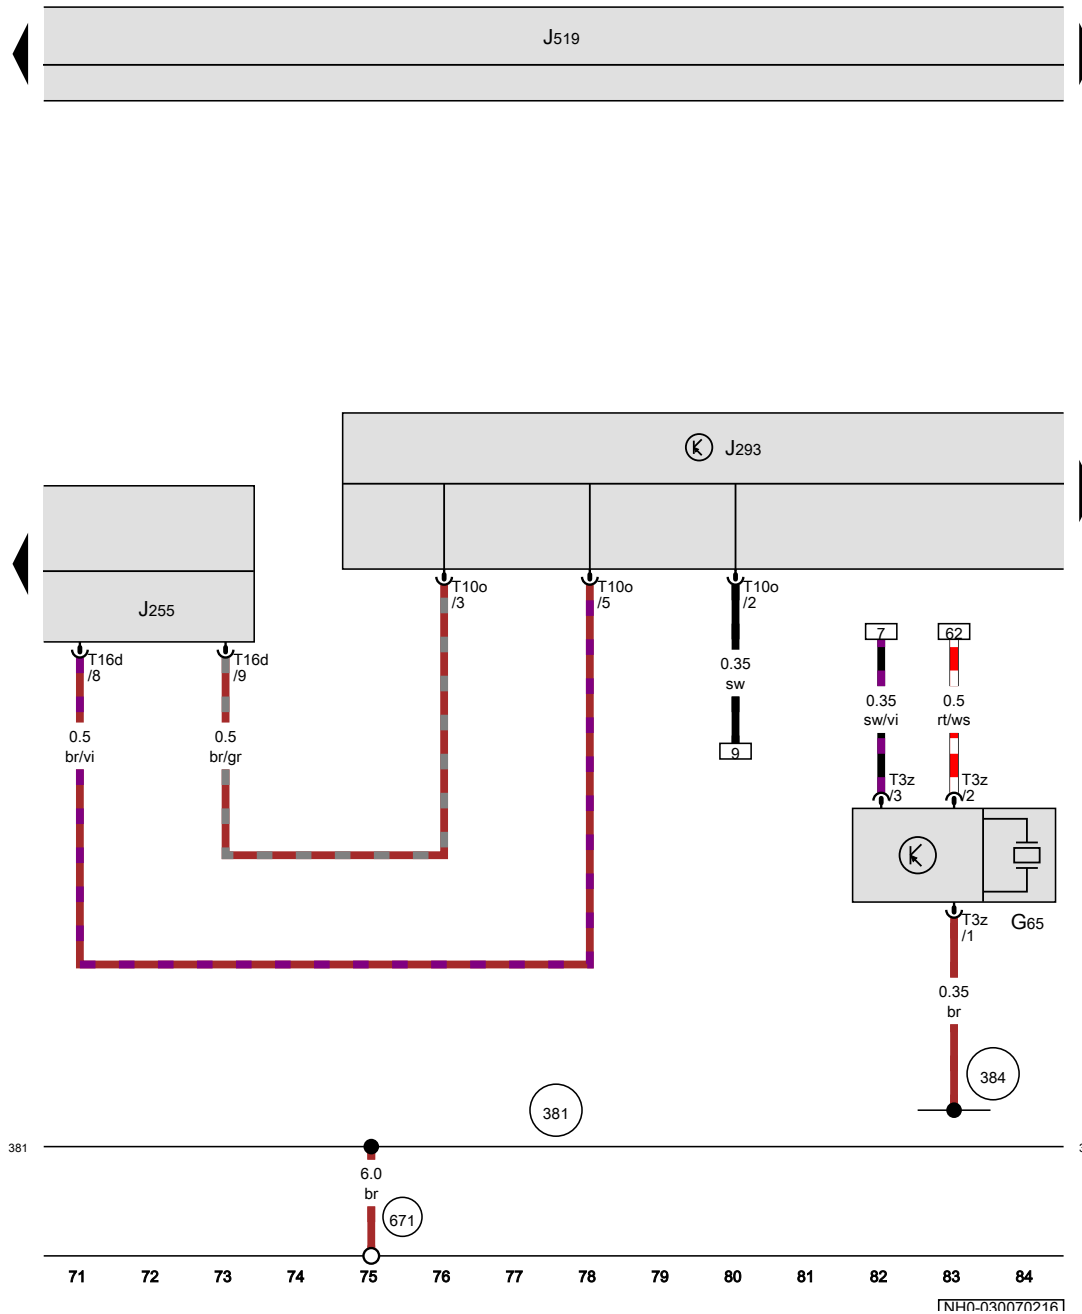 J519
J293
J255
T10o
/3
T10o
/5
T10o
/2
T16d
/8
T16d
/9
7
62
0.35
sw
0.35
sw/vi
0.5
rt/ws
0.5
br/vi
0.5
br/gr
9
T3z
/3
T3z
/2
T3z
/1
G65
0.35
br
384
381
381
3
6.0
br
671
71 72 73 74 75 76 77 78 79 80 81 82 83 84
NH0-030070216